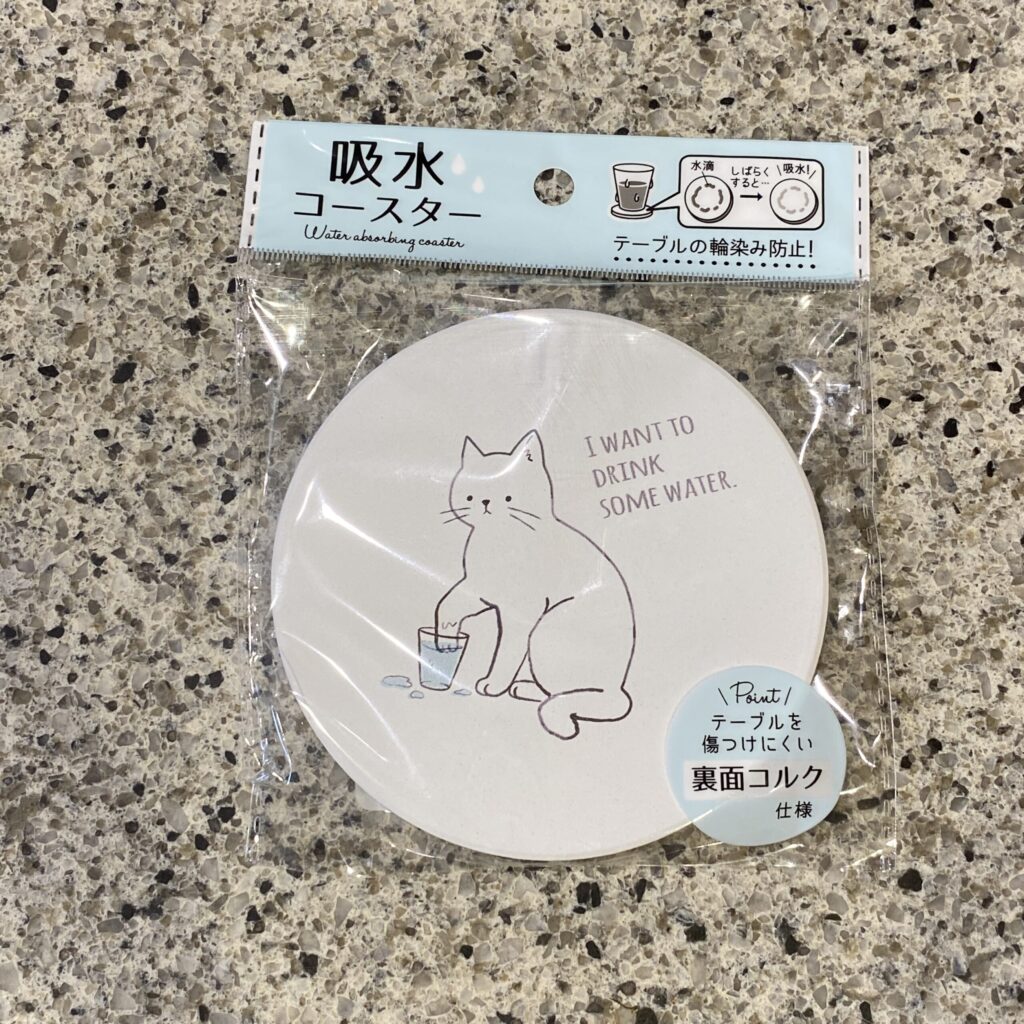 吸水
コースター
Water absorbing coaster
水滴
しばらく
すると…
吸水!
テーブルの輪染み防止!
I WANT TO
DRINK
SOME WATER.
Point
テーブルを
傷つけにくい
裏面コルク
仕様